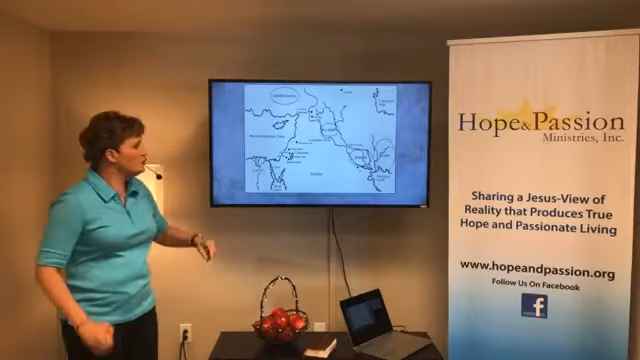 Hope&Passion
Ministries, Inc.
Sharing a Jesus-View of
Reality that Produces True
Hope and Passionate Living
www.hopeandpassion.org
Follow Us On Facebook
f